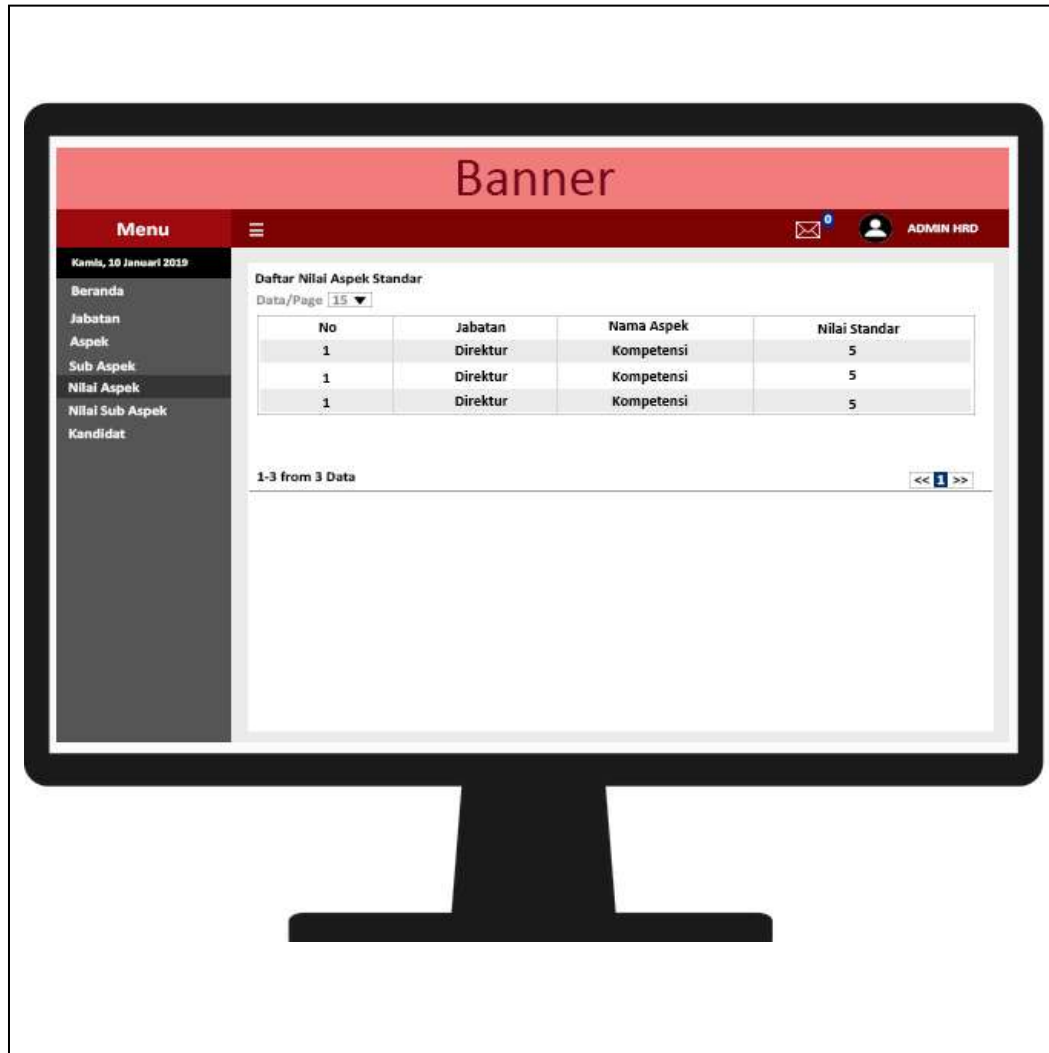 Banner
Menu ☰ 0 ADMIN HRD
Kamis, 10 Januari 2019
Beranda
Jabatan
Aspek
Sub Aspek
Nilai Aspek
Nilai Sub Aspek
Kandidat
Daftar Nilai Aspek Standar
Data/Page 15 ▼
No Jabatan Nama Aspek Nilai Standar
1 Direktur Kompetensi 5
1 Direktur Kompetensi 5
1 Direktur Kompetensi 5
1-3 from 3 Data << 1 >>